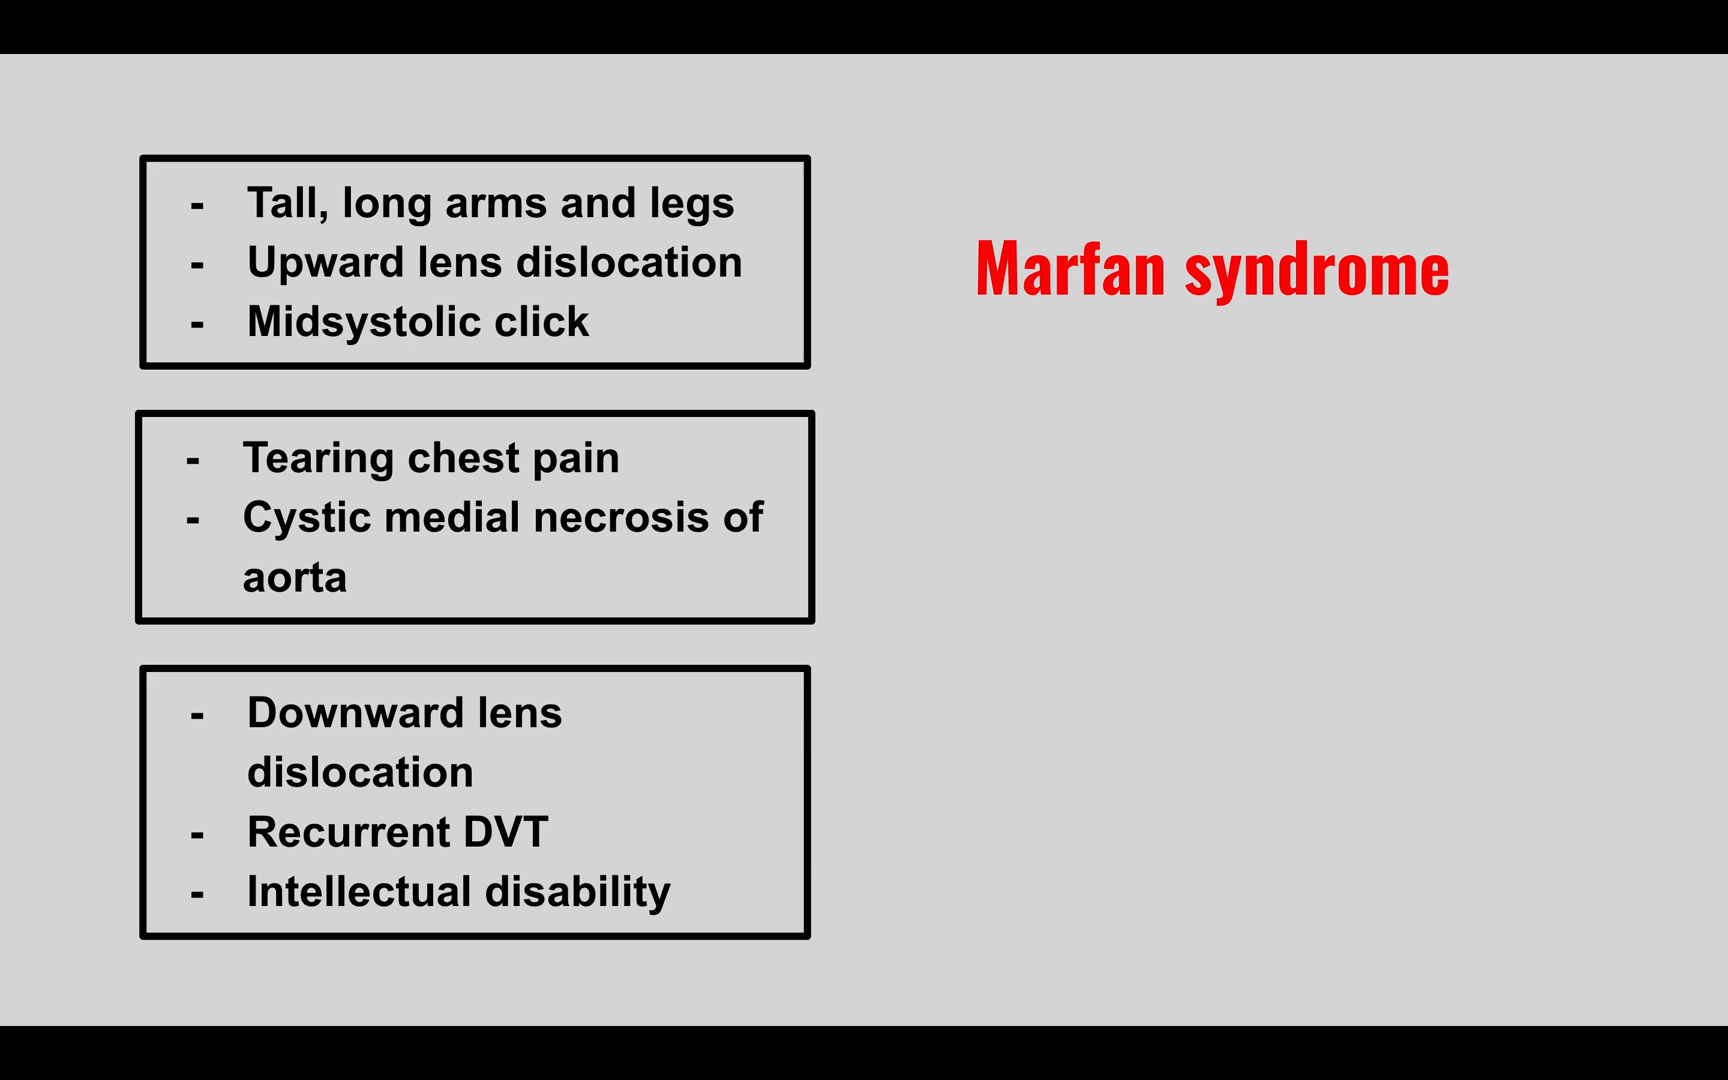 - Tall, long arms and legs
- Upward lens dislocation
- Midsystolic click
Marfan syndrome
- Tearing chest pain
- Cystic medial necrosis of
aorta
- Downward lens
dislocation
- Recurrent DVT
- Intellectual disability